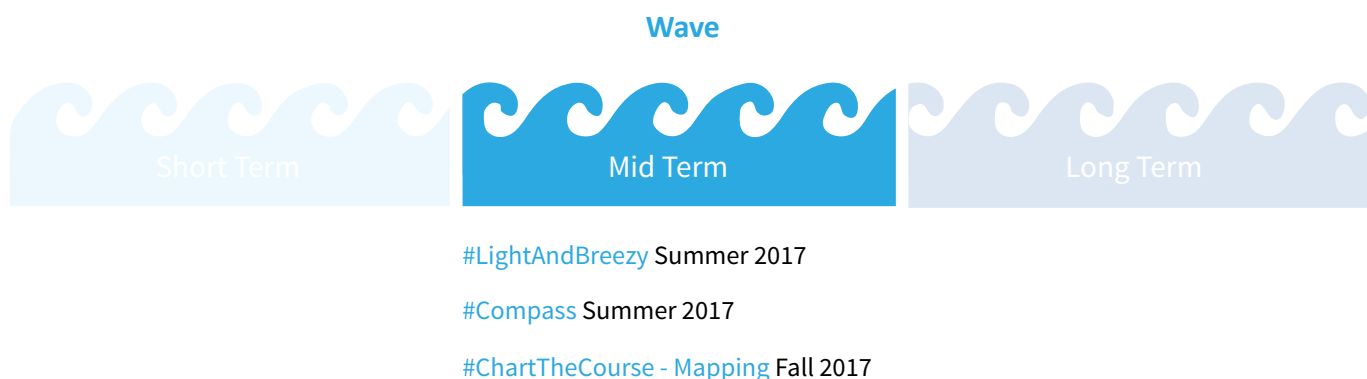 Wave
Short Term
Mid Term
Long Term
#LightAndBreezy Summer 2017
#Compass Summer 2017
#ChartTheCourse - Mapping Fall 2017